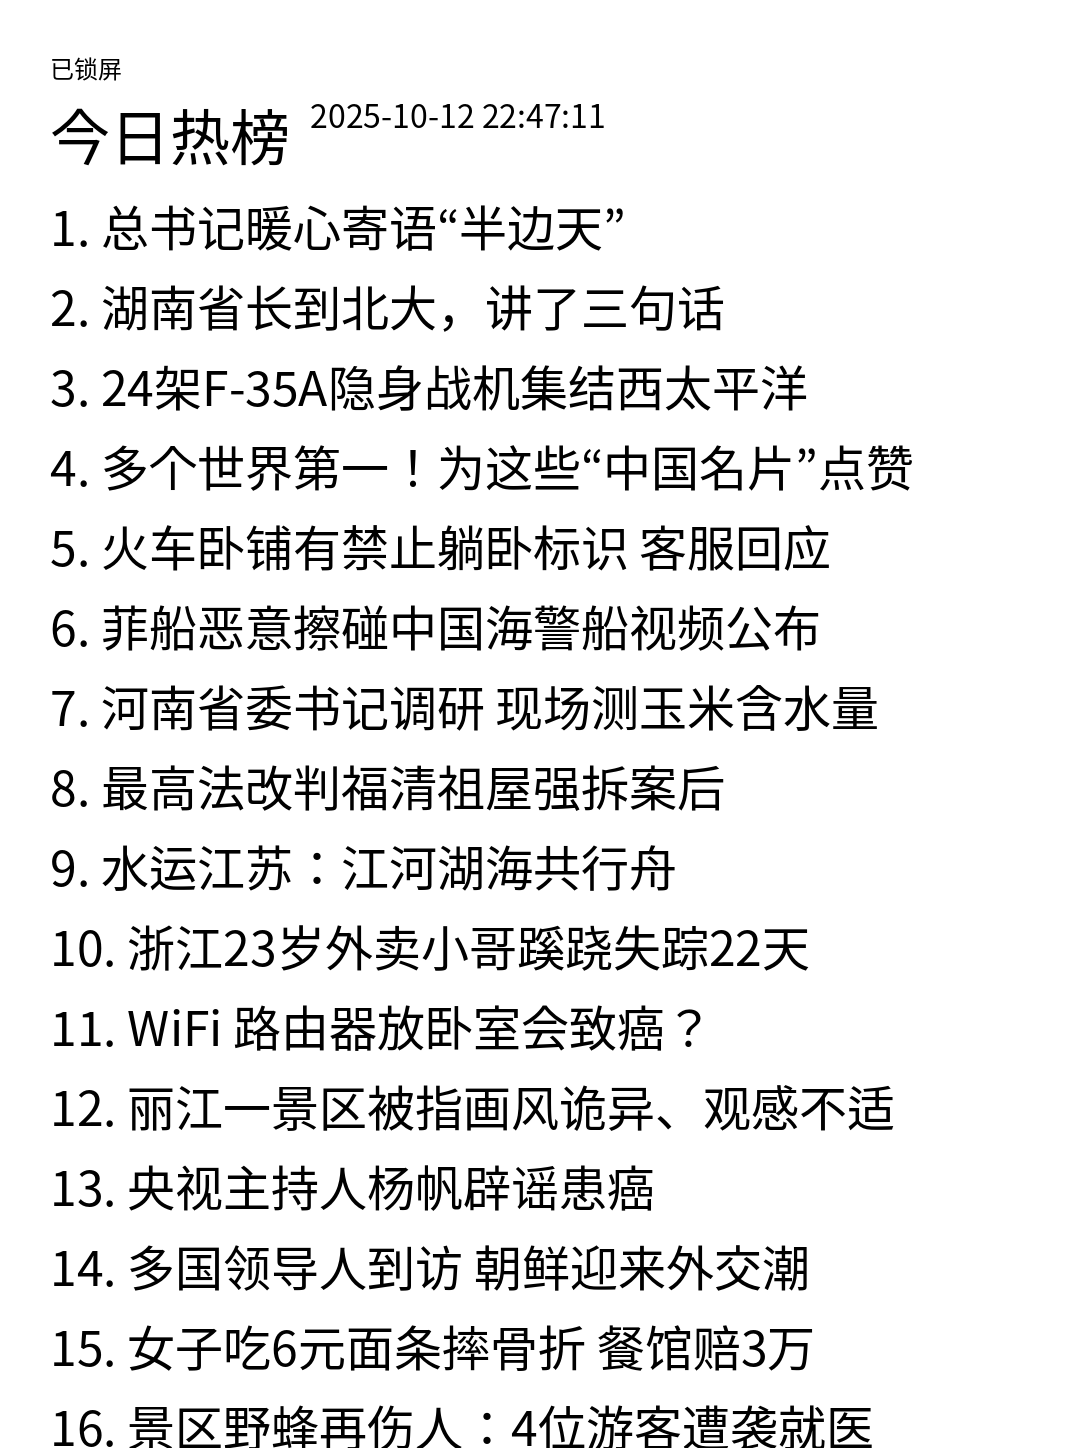 已锁屏
今日热榜 2025-10-12 22:47:11
1. 总书记暖心寄语“半边天”
2. 湖南省长到北大，讲了三句话
3. 24架F-35A隐身战机集结西太平洋
4. 多个世界第一！为这些“中国名片”点赞
5. 火车卧铺有禁止躺卧标识 客服回应
6. 菲船恶意擦碰中国海警船视频公布
7. 河南省委书记调研 现场测玉米含水量
8. 最高法改判福清祖屋强拆案后
9. 水运江苏：江河湖海共行舟
10. 浙江23岁外卖小哥蹊跷失踪22天
11. WiFi 路由器放卧室会致癌？
12. 丽江一景区被指画风诡异、观感不适
13. 央视主持人杨帆辟谣患癌
14. 多国领导人到访 朝鲜迎来外交潮
15. 女子吃6元面条摔骨折 餐馆赔3万
16. 景区野蜂再伤人：4位游客遭袭就医